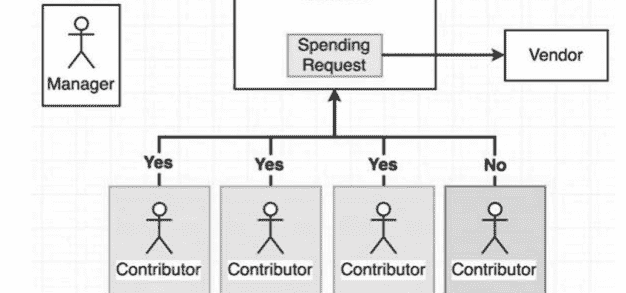 Spending
Request
Vendor
Manager
Yes
Yes
Yes
No
Contributor
Contributor
Contributor
Contributor